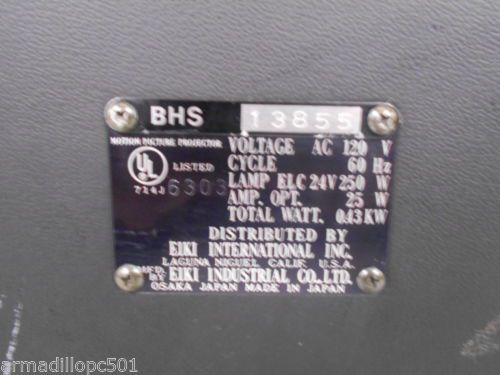 BHS 13855
MOTION PICTURE PROJECTOR
UL LISTED
714J 6303
VOLTAGE AC 120 V
CYCLE 60 Hz
LAMP ELC 24V 250 W
AMP. OPT. 25 W
TOTAL WATT. 0.43 KW
DISTRIBUTED BY
EIKI INTERNATIONAL INC.
LAGUNA NIGUEL CALIF. U.S.A.
MFD. BY EIKI INDUSTRIAL CO., LTD.
OSAKA JAPAN MADE IN JAPAN
armadillopc501